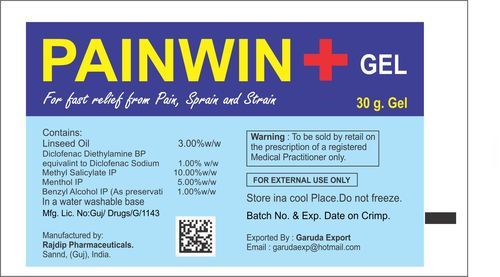 PAINWIN + GEL
For fast relief from Pain, Sprain and Strain
30 g. Gel
Contains:
Linseed Oil 3.00%w/w
Diclofenac Diethylamine BP
equivalint to Diclofenac Sodium 1.00% w/w
Methyl Salicylate IP 10.00%w/w
Menthol IP 5.00%w/w
Benzyl Alcohol IP (As preservati 1.00%w/w
In a water washable base
Mfg. Lic. No:Guj/ Drugs/G/1143
Manufactured by:
Rajdip Pharmaceuticals.
Sannd, (Guj), India.
Warning : To be sold by retail on
the prescription of a registered
Medical Practitioner only.
FOR EXTERNAL USE ONLY
Store ina cool Place.Do not freeze.
Batch No. & Exp. Date on Crimp.
Exported By : Garuda Export
Email : garudaexp@hotmail.com